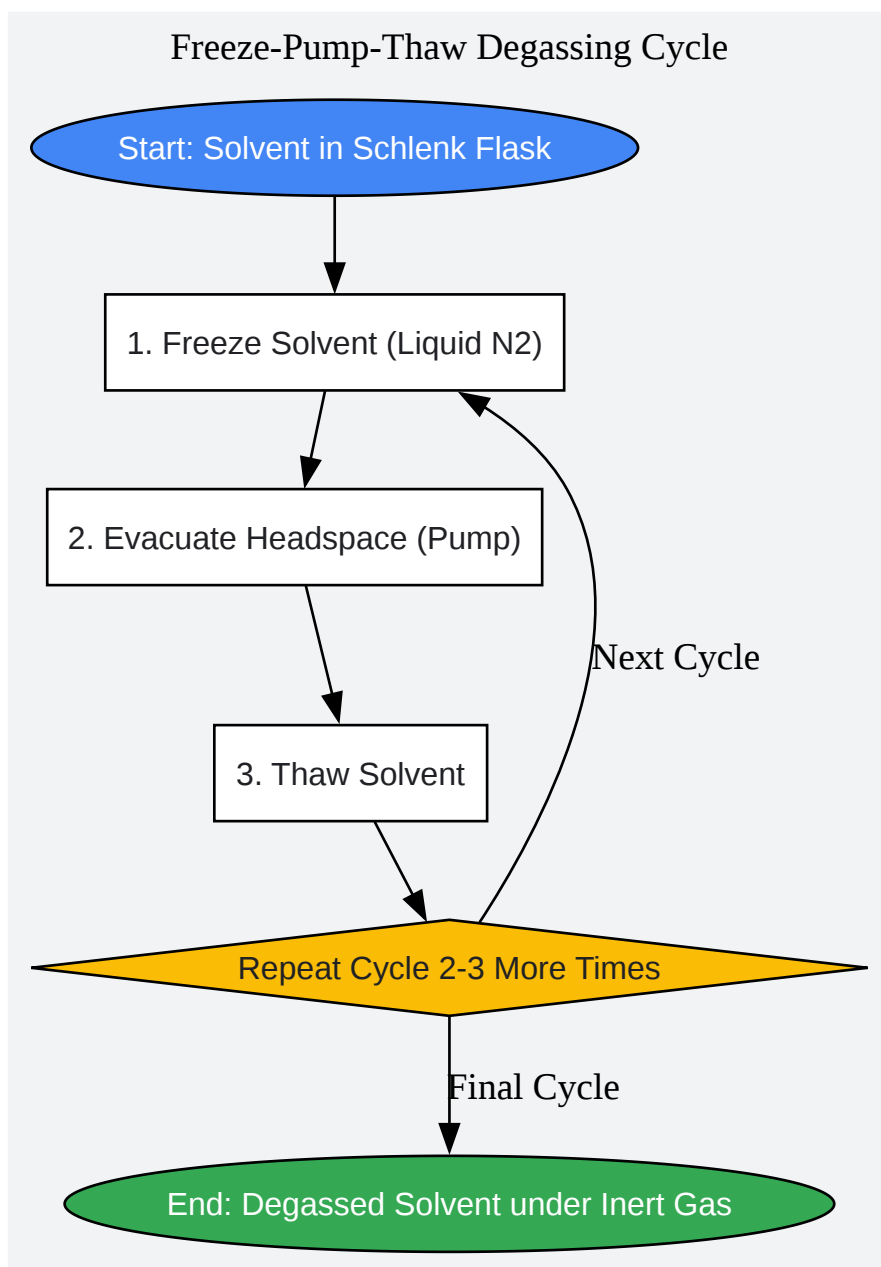 Freeze-Pump-Thaw Degassing Cycle
Start: Solvent in Schlenk Flask
1. Freeze Solvent (Liquid N2)
2. Evacuate Headspace (Pump)
Next Cycle
3. Thaw Solvent
Repeat Cycle 2-3 More Times
Final Cycle
End: Degassed Solvent under Inert Gas